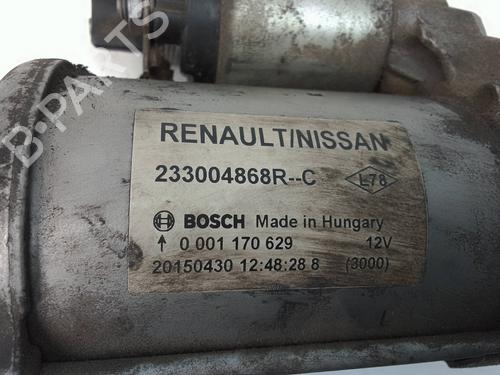 RENAULT/NISSAN
233004868R--C L78
BOSCH Made in Hungary
0 001 170 629 12V
20150430 12:48:28 8 (3000)
B-PARTS